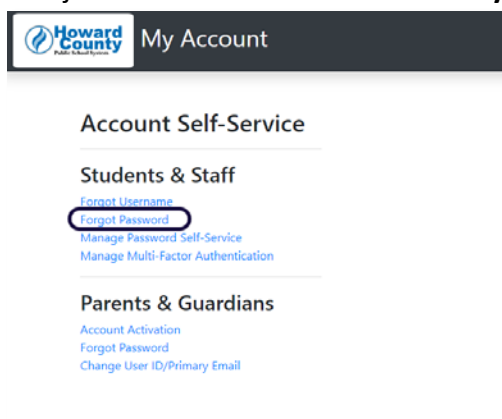 Howard
County
Public School System
My Account
Account Self-Service
Students & Staff
Forgot Username
Forgot Password
Manage Password Self-Service
Manage Multi-Factor Authentication
Parents & Guardians
Account Activation
Forgot Password
Change User ID/Primary Email